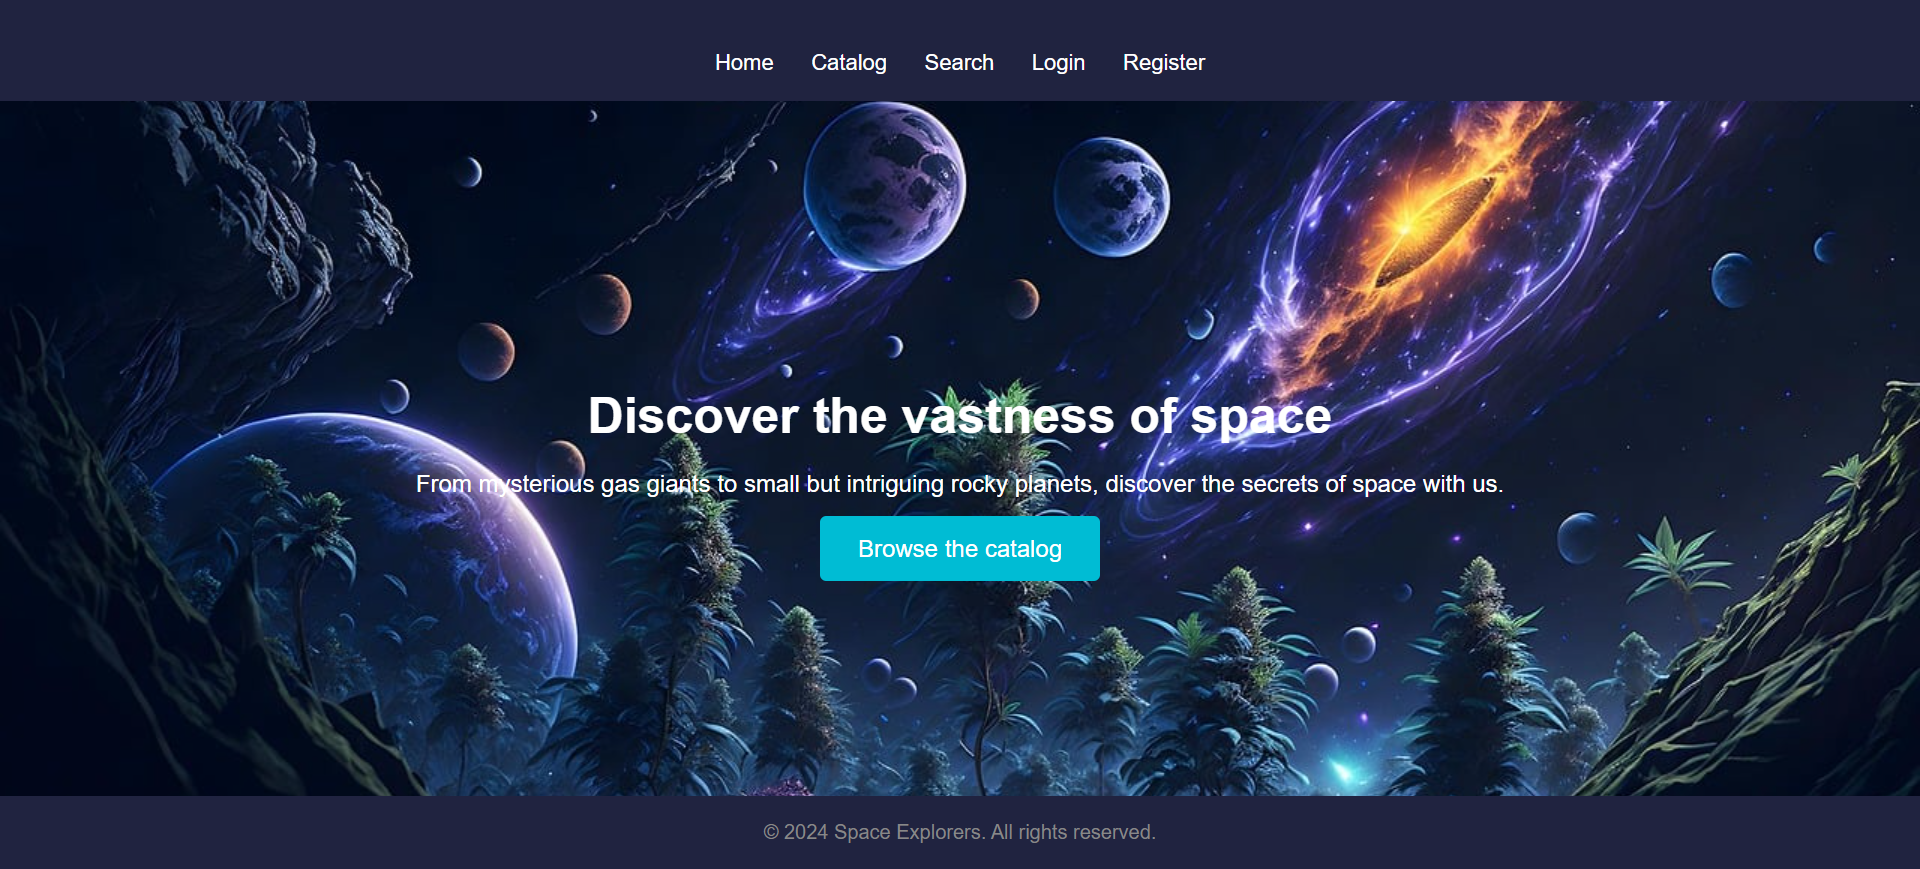 Home Catalog Search Login Register
Discover the vastness of space
From mysterious gas giants to small but intriguing rocky planets, discover the secrets of space with us.
Browse the catalog
© 2024 Space Explorers. All rights reserved.